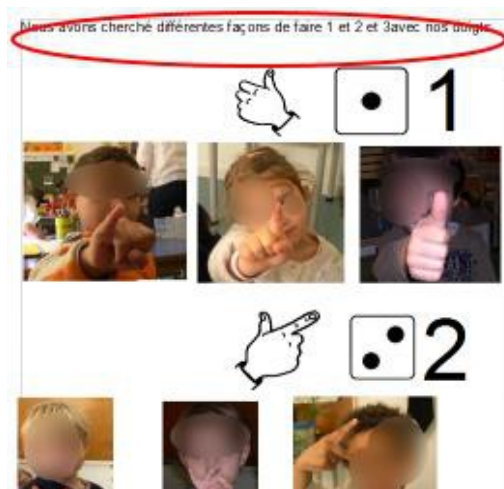 Nous avons cherché différentes façons de faire 1 et 2 et 3avec nos doigts
1
2